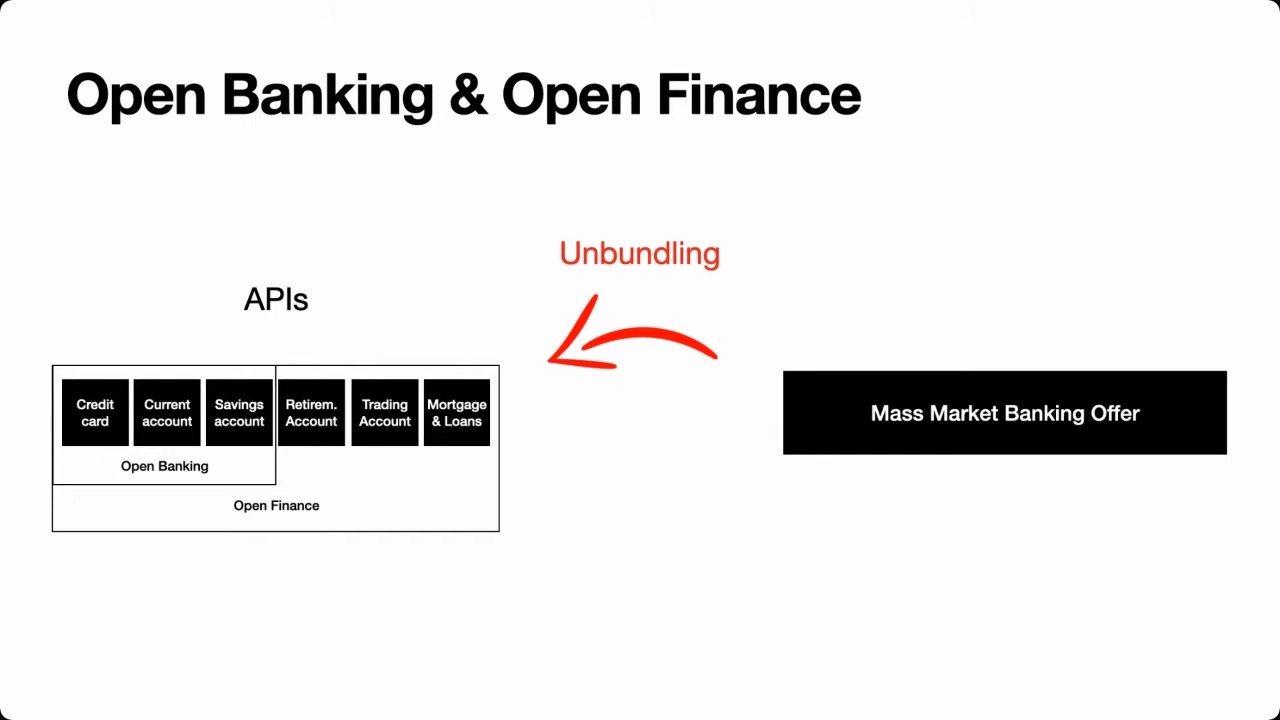 Open Banking & Open Finance
Unbundling
APIs
Credit
card
Current
account
Savings
account
Retirem.
Account
Trading
Account
Mortgage
& Loans
Open Banking
Open Finance
Mass Market Banking Offer